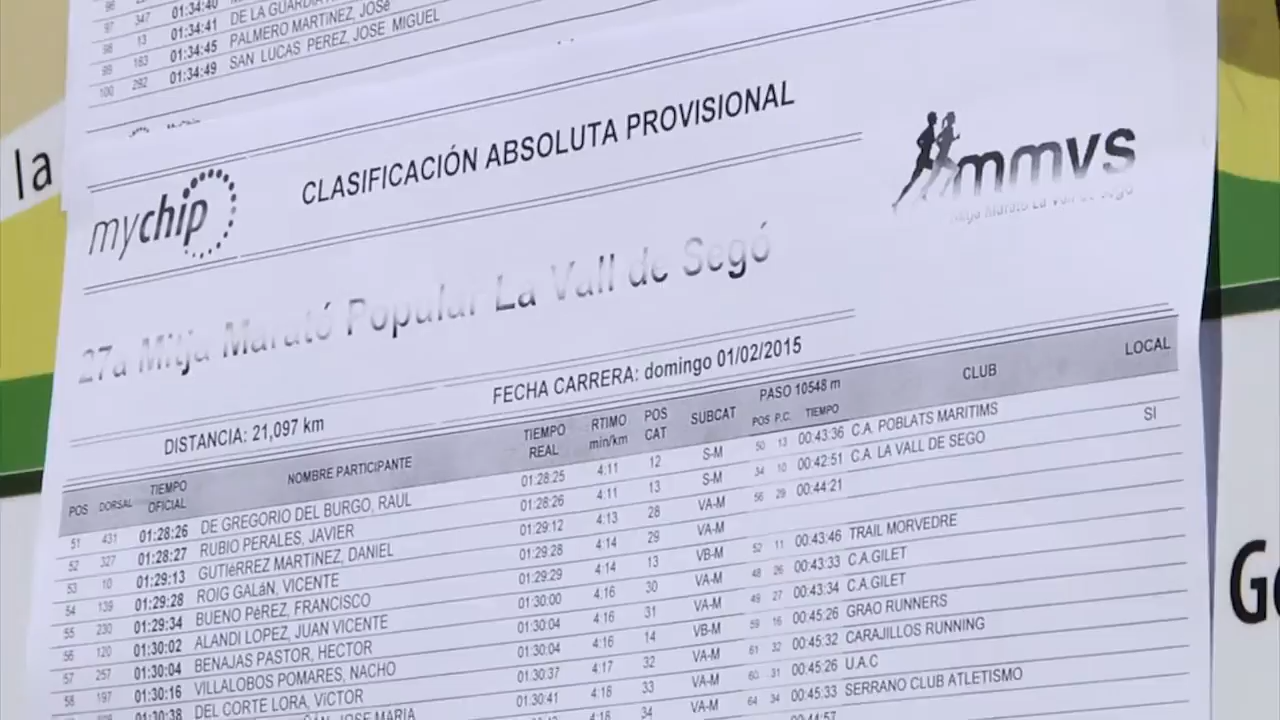 347 01:34:40
97 13 01:34:41 DE LA GUARDIA
98 01:34:45 PALMERO MARTINEZ, JOSé
99 163 01:34:49 SAN LUCAS PEREZ, JOSE MIGUEL
100 292
la
mychip
CLASIFICACIÓN ABSOLUTA PROVISIONAL
mmvs
Mitja Marató La Vall de Segó
27a Mitja Marató Popular La Vall de Segó
DISTANCIA: 21,097 km
FECHA CARRERA: domingo 01/02/2015
POS DORSAL TIEMPO OFICIAL NOMBRE PARTICIPANTE TIEMPO REAL RTIMO min/km POS CAT SUBCAT PASO 10548 m POS P.C. TIEMPO CLUB LOCAL
51 431 01:28:26 DE GREGORIO DEL BURGO, RAUL 01:28:25 4:11 12 S-M 50 13 00:43:36 C.A. POBLATS MARITIMS
52 327 01:28:27 RUBIO PERALES, JAVIER 01:28:26 4:11 13 S-M 34 10 00:42:51 C.A. LA VALL DE SEGO SI
53 10 01:29:13 GUTIéRREZ MARTINEZ, DANIEL 01:29:12 4:13 28 VA-M 56 29 00:44:21
54 139 01:29:28 ROIG GALáN, VICENTE 01:29:28 4:14 29 VA-M
55 230 01:29:34 BUENO PéREZ, FRANCISCO 01:29:29 4:14 13 VB-M 52 11 00:43:46 TRAIL MORVEDRE
56 120 01:30:02 ALANDI LOPEZ, JUAN VICENTE 01:30:00 4:16 30 VA-M 48 26 00:43:33 C.A.GILET
57 257 01:30:04 BENAJAS PASTOR, HECTOR 01:30:04 4:16 31 VA-M 49 27 00:43:34 C.A.GILET
58 197 01:30:16 VILLALOBOS POMARES, NACHO 01:30:04 4:16 14 VB-M 59 16 00:45:26 GRAO RUNNERS
01:30:38 DEL CORTE LORA, VíCTOR 01:30:37 4:17 32 VA-M 61 32 00:45:32 CARAJILLOS RUNNING
JOSE MARIA 01:30:41 4:18 33 VA-M 60 31 00:45:26 U.A.C
4:18 34 VA-M 64 34 00:45:33 SERRANO CLUB ATLETISMO
00:44:57
Ge